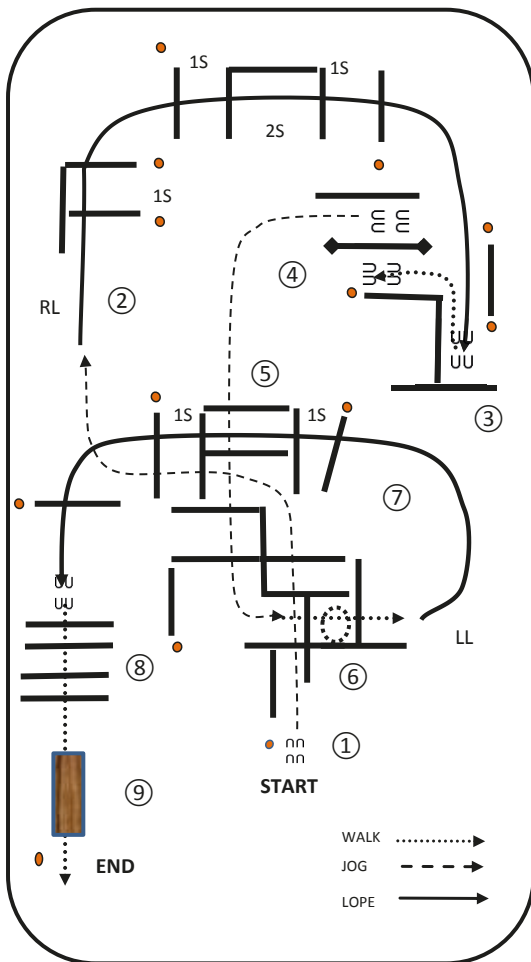 1S
1S
2S
1S
④
RL
②
③
⑤
1S
1S
⑦
LL
⑧
⑥
①
START
⑨
WALK
END
JOG
LOPE